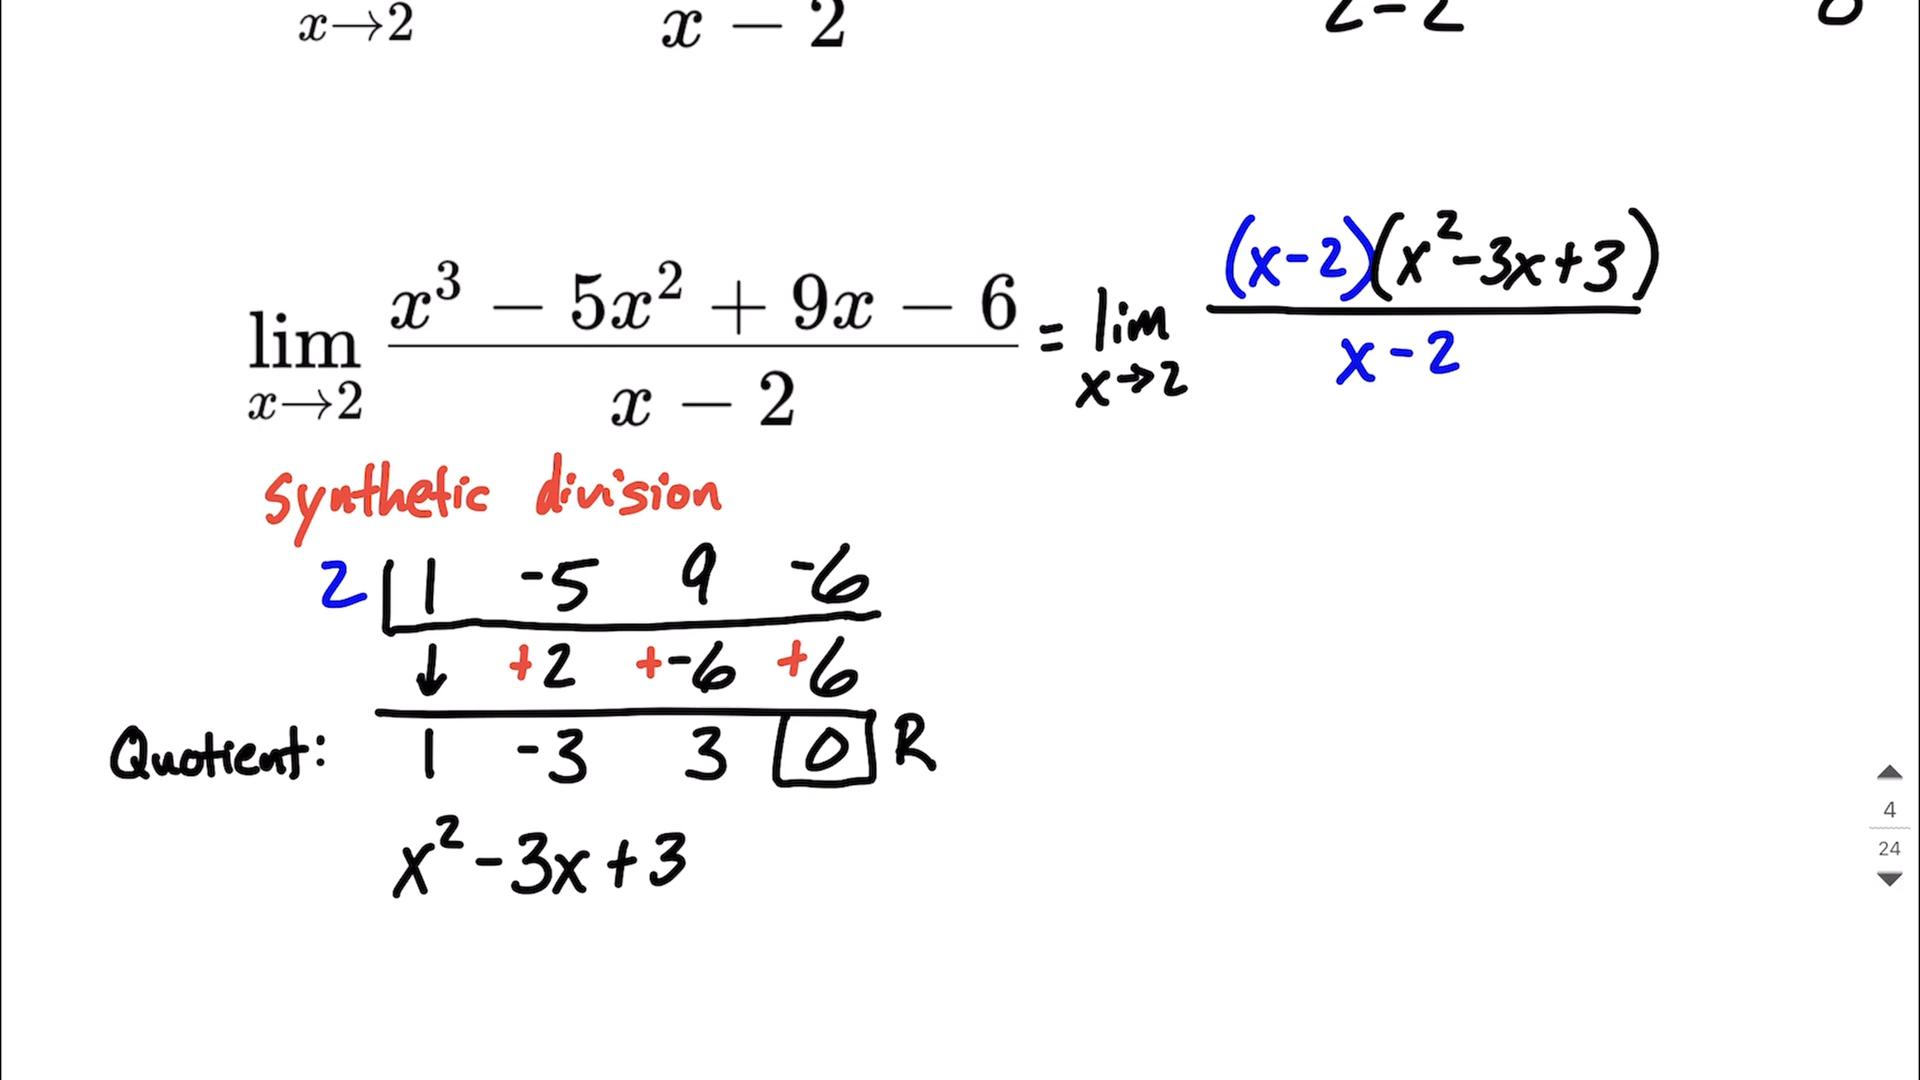 x→2 x − 2 2-2 0
lim x→2 (x³ − 5x² + 9x − 6)/(x − 2) = lim x→2 (x-2)(x²-3x+3)/(x-2)
synthetic division
2 1 -5 9 -6
↓ +2 +-6 +6
Quotient: 1 -3 3 0 R
x²-3x+3
4
24